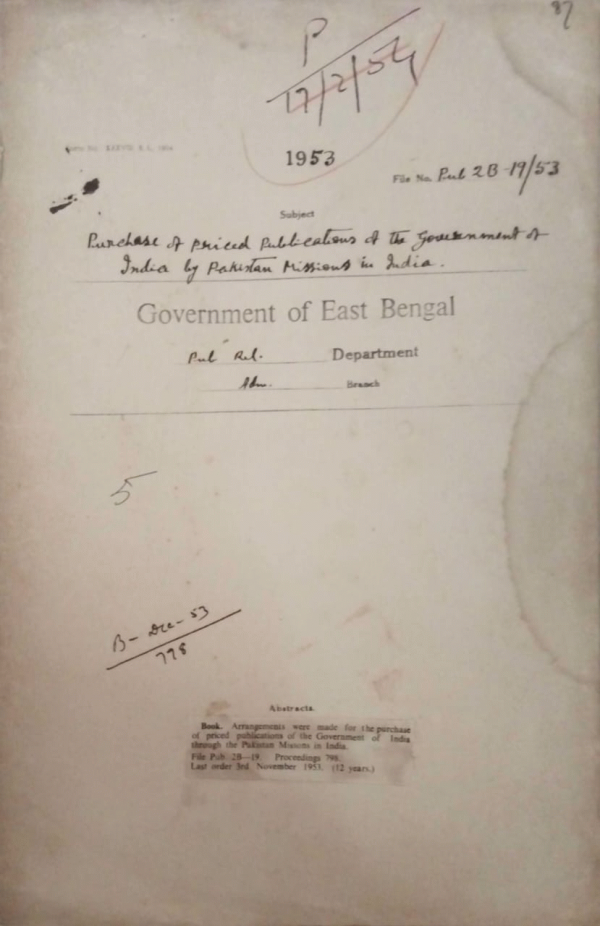 87
P
17/2/54
1953
File No. Pub 2B-19/53
Subject
Purchase of priced Publications of the Government of
India by Pakistan Missions in India.
Government of East Bengal
Pub Rel. Department
Adm. Branch
5
B- Dec- 53
798
Abstracts.
Book. Arrangements were made for the purchase
of priced publications of the Government of India
through the Pakistan Missions in India.
File Pub. 2B—19. Proceedings 798.
Last order 3rd. November 1953. (12 years.)